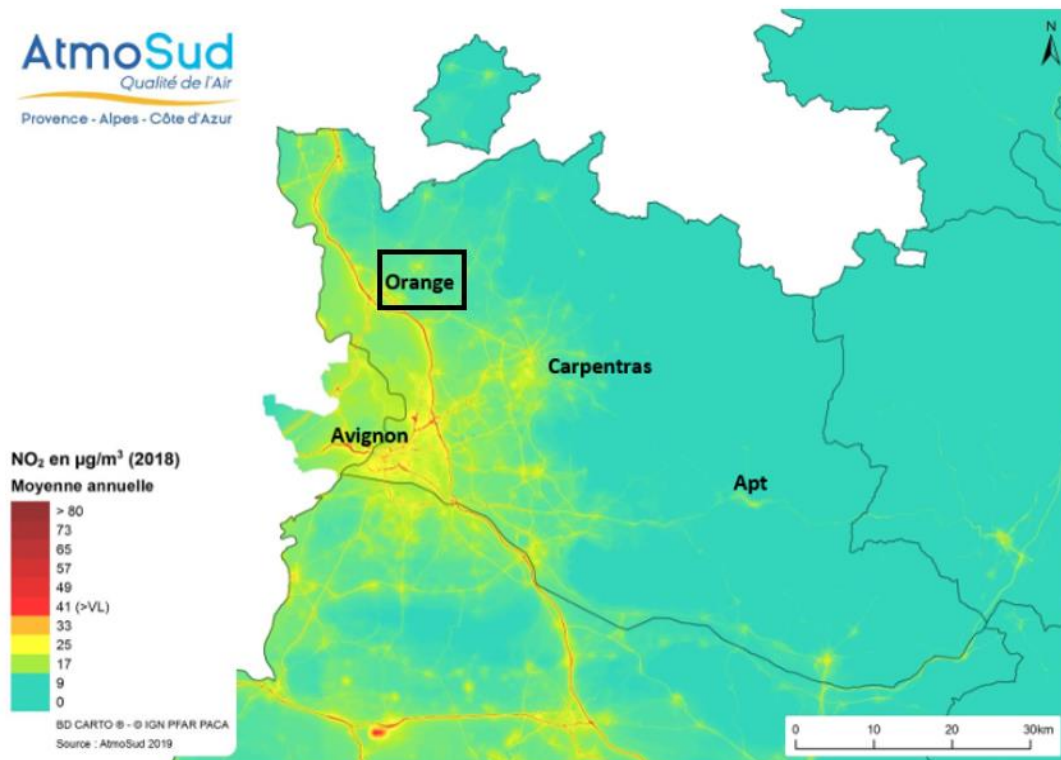 AtmoSud
Qualité de l'Air
Provence - Alpes - Côte d'Azur
N
Orange
Carpentras
Avignon
Apt
NO₂ en µg/m³ (2018)
Moyenne annuelle
> 80
73
65
57
49
41 (>VL)
33
25
17
9
0
BD CARTO ® - © IGN PFAR PACA
Source : AtmoSud 2019
0 10 20 30km